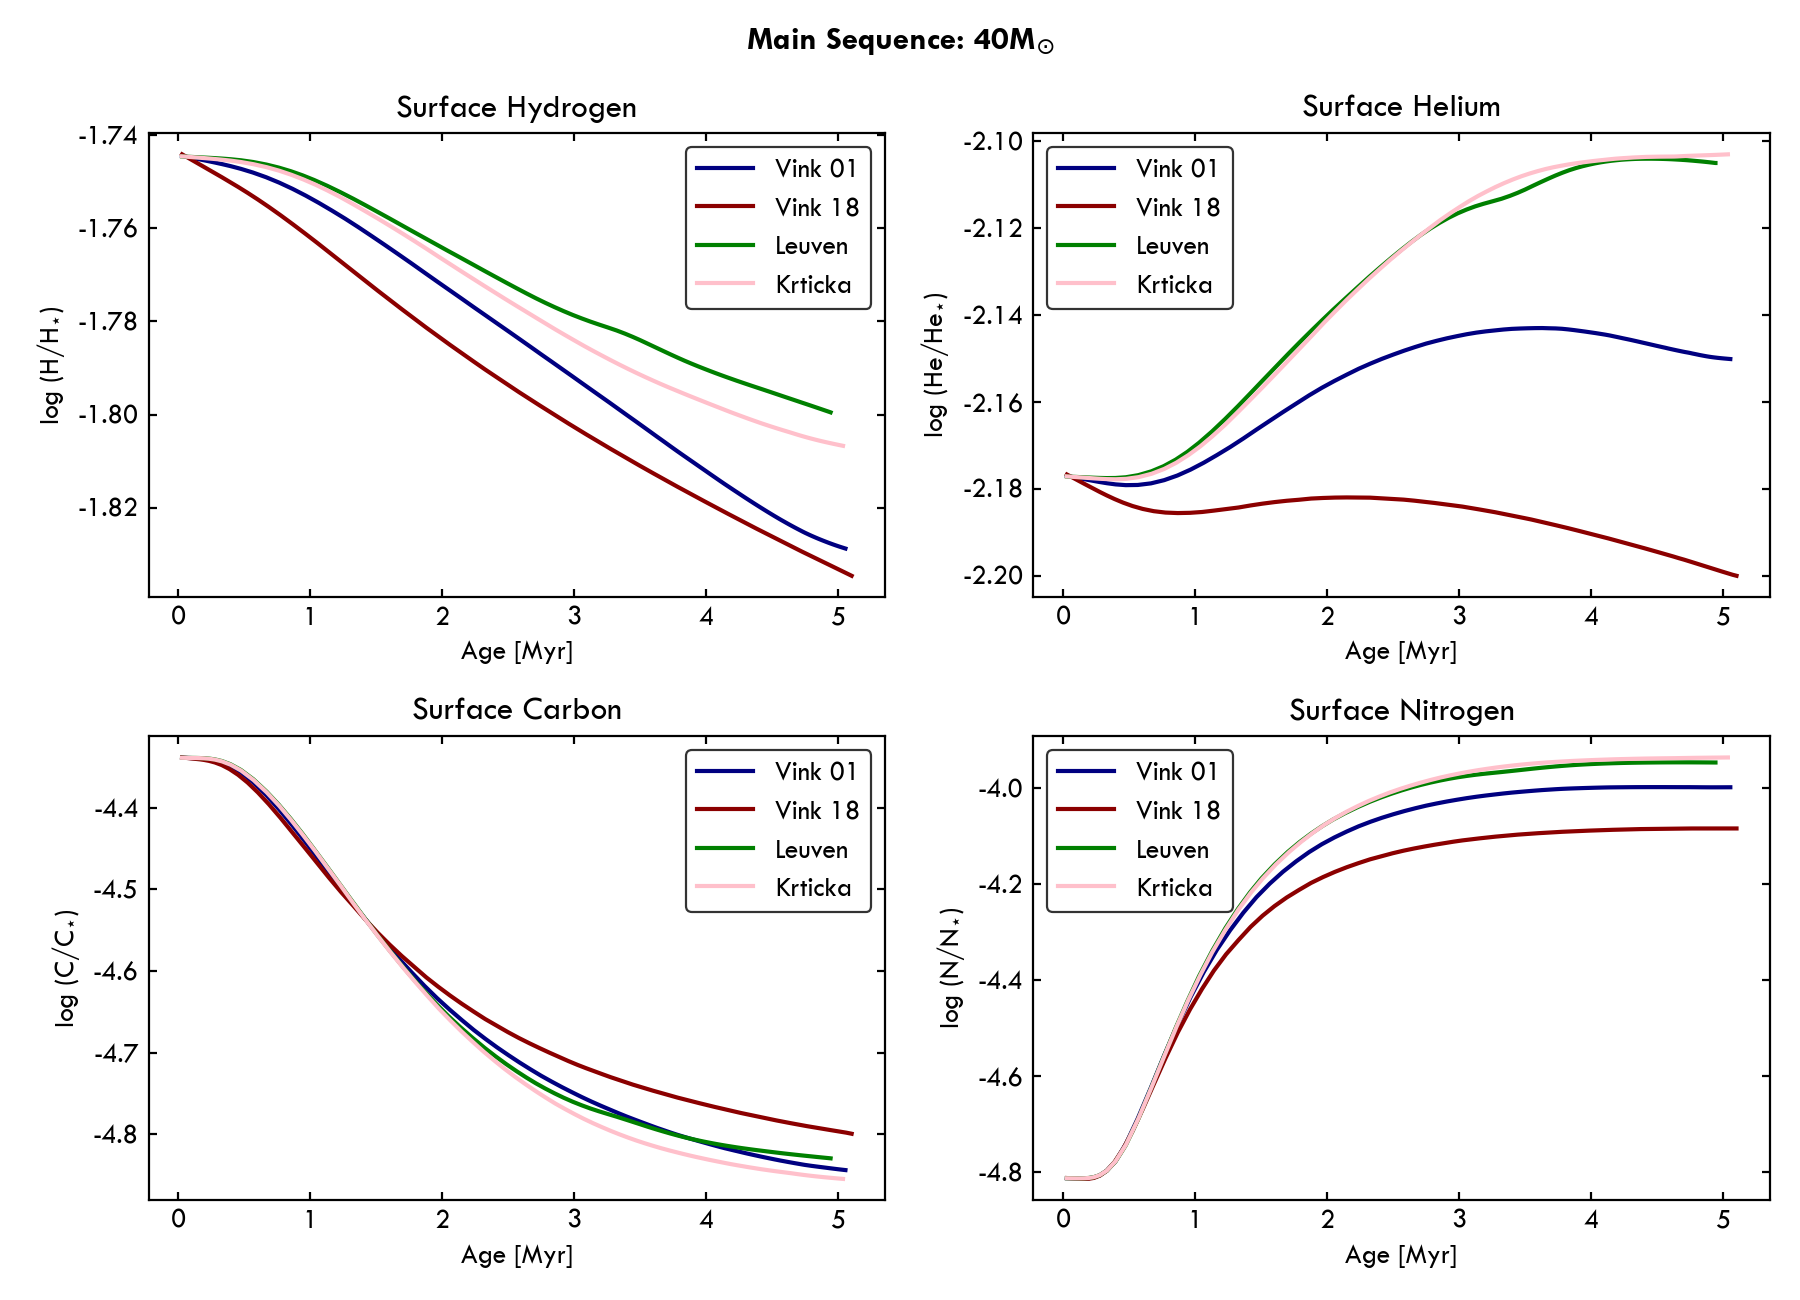 Main Sequence: 40M☉
Surface Hydrogen
-1.74
-1.76
-1.78
-1.80
-1.82
log (H/H⋆)
Vink 01
Vink 18
Leuven
Krticka
0 1 2 3 4 5
Age [Myr]
Surface Helium
-2.10
-2.12
-2.14
-2.16
-2.18
-2.20
log (He/He⋆)
Vink 01
Vink 18
Leuven
Krticka
0 1 2 3 4 5
Age [Myr]
Surface Carbon
-4.4
-4.5
-4.6
-4.7
-4.8
log (C/C⋆)
Vink 01
Vink 18
Leuven
Krticka
0 1 2 3 4 5
Age [Myr]
Surface Nitrogen
-4.0
-4.2
-4.4
-4.6
-4.8
log (N/N⋆)
Vink 01
Vink 18
Leuven
Krticka
0 1 2 3 4 5
Age [Myr]